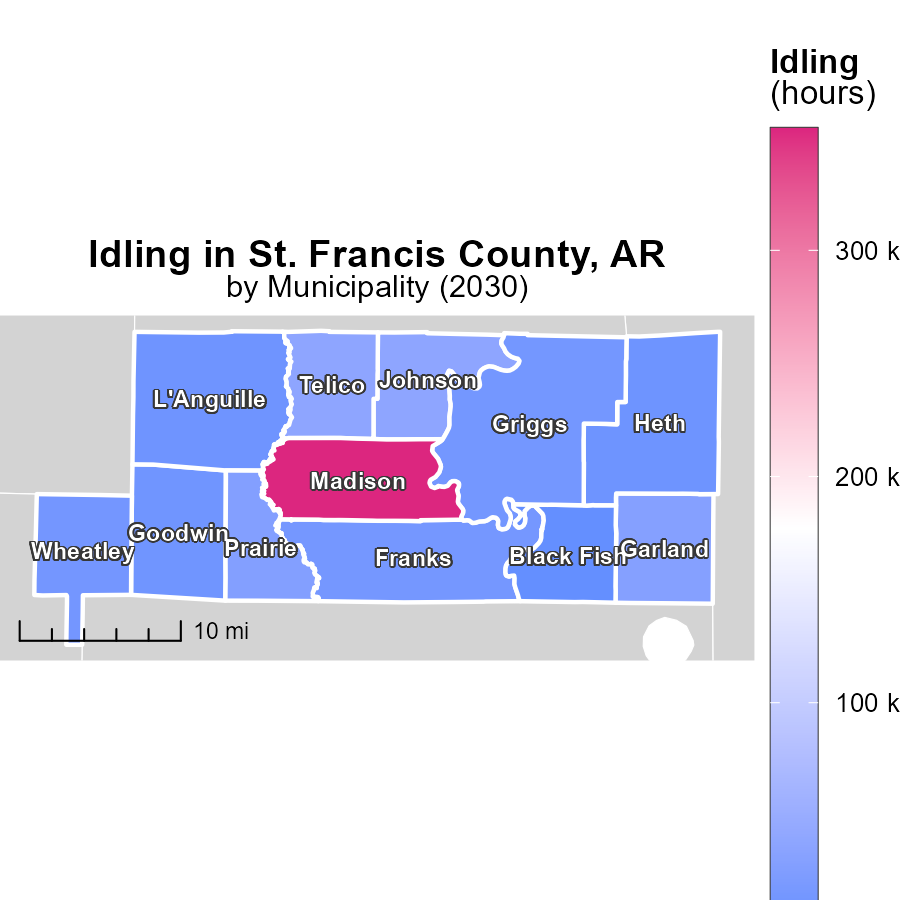 Idling
(hours)
300 k
200 k
100 k
Idling in St. Francis County, AR
by Municipality (2030)
L'Anguille
Telico
Johnson
Griggs
Heth
Madison
Wheatley
Goodwin
Prairie
Franks
Black Fish
Garland
10 mi